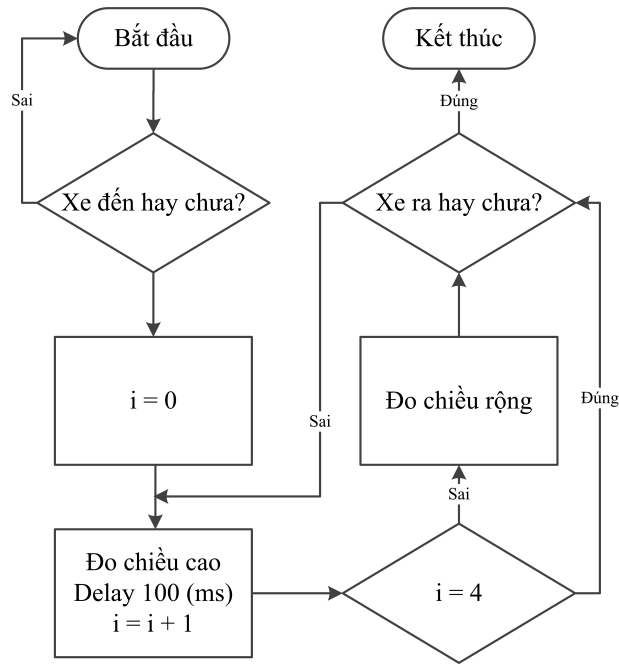 Bắt đầu
Sai
Xe đến hay chưa?
i = 0
Đo chiều cao
Delay 100 (ms)
i = i + 1
i = 4
Sai
Đo chiều rộng
Đúng
Xe ra hay chưa?
Sai
Đúng
Kết thúc